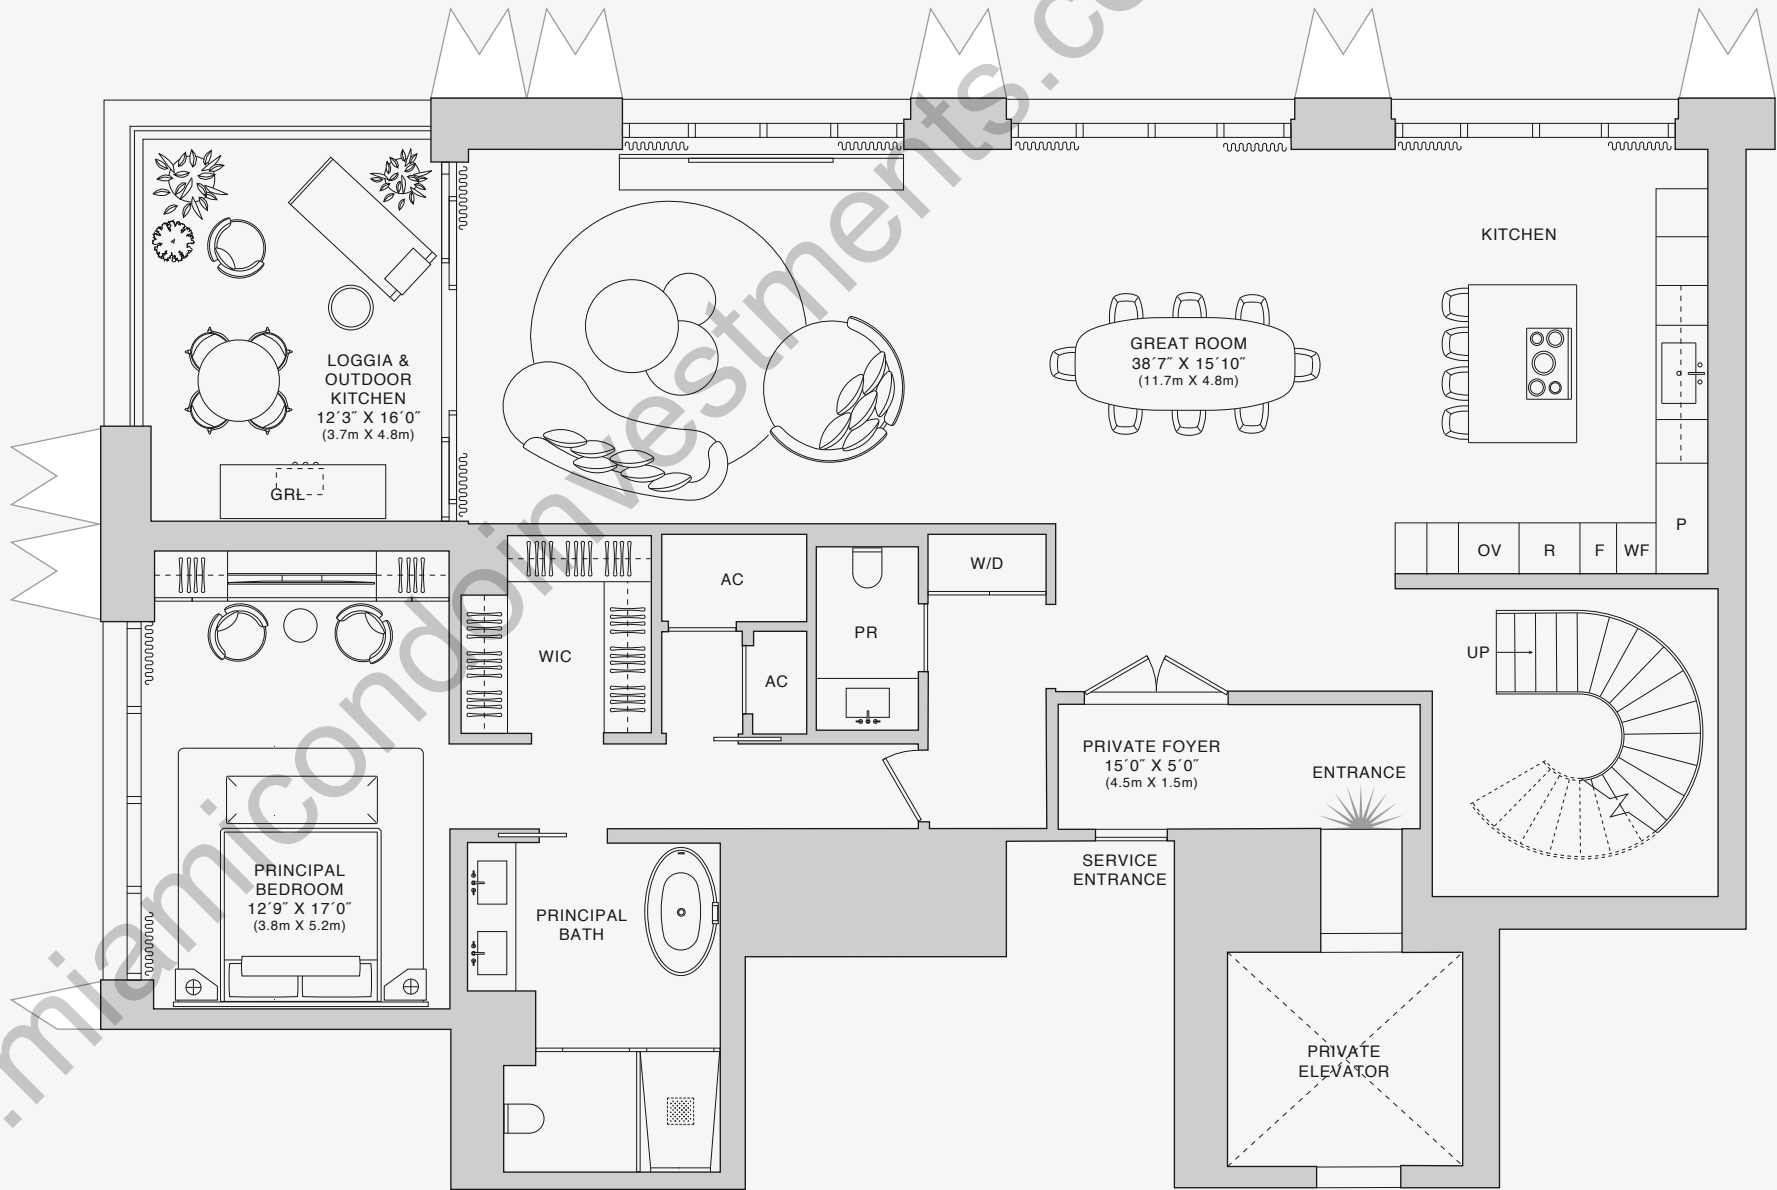 KITCHEN
LOGGIA &
OUTDOOR
KITCHEN
12´3˝ X 16´0˝
(3.7m X 4.8m)
GREAT ROOM
38´7˝ X 15´10˝
(11.7m X 4.8m)
GRL
P
OV
R
F
WF
AC
W/D
PR
WIC
AC
UP
PRIVATE FOYER
15´0˝ X 5´0˝
(4.5m X 1.5m)
ENTRANCE
SERVICE
ENTRANCE
PRINCIPAL
BEDROOM
12´9˝ X 17´0˝
(3.8m X 5.2m)
PRINCIPAL
BATH
PRIVATE
ELEVATOR
.miamicondoinvestments.co